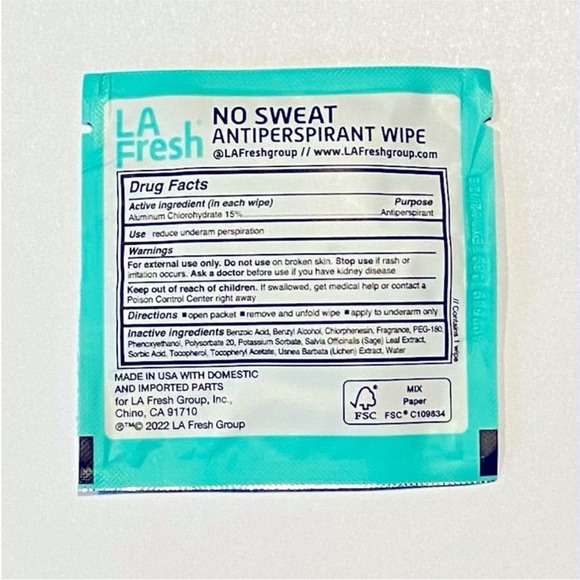 LA Fresh®
NO SWEAT
ANTIPERSPIRANT WIPE
@LAFreshgroup // www.LAFreshgroup.com
Drug Facts
Active ingredient (in each wipe) Purpose
Aluminum Chlorohydrate 15% Antiperspirant
Use reduce underam perspiration
Warnings
For external use only. Do not use on broken skin. Stop use if rash or
irritation occurs. Ask a doctor before use if you have kidney disease
Keep out of reach of children. If swallowed, get medical help or contact a
Poison Control Center right away
Directions ▪ open packet ▪ remove and unfold wipe ▪ apply to underarm only
Inactive ingredients Benzoic Acid, Benzyl Alcohol, Chlorphenesin, Fragrance, PEG-180,
Phenoxyethanol, Polysorbate 20, Potassium Sorbate, Salvia Officinalis (Sage) Leaf Extract,
Sorbic Acid, Tocopherol, Tocopheryl Acetate, Usnea Barbata (Lichen) Extract, Water
// Contains 1 wipe
MADE IN USA WITH DOMESTIC
AND IMPORTED PARTS
for LA Fresh Group, Inc.,
Chino, CA 91710
℗™© 2022 LA Fresh Group
FSC
MIX
Paper
FSC® C109834